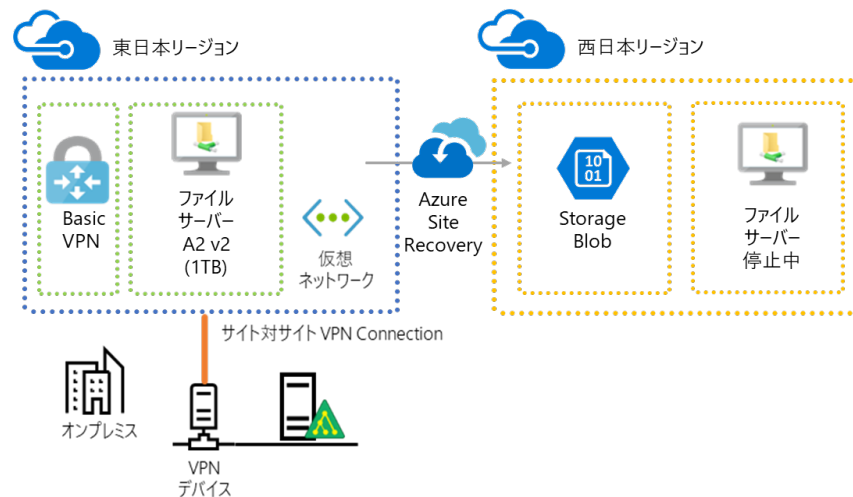 東日本リージョン
西日本リージョン
Basic
VPN
ファイル
サーバー
A2 v2
(1TB)
仮想
ネットワーク
Azure
Site
Recovery
10
01
Storage
Blob
ファイル
サーバー
停止中
サイト対サイト VPN Connection
オンプレミス
VPN
デバイス